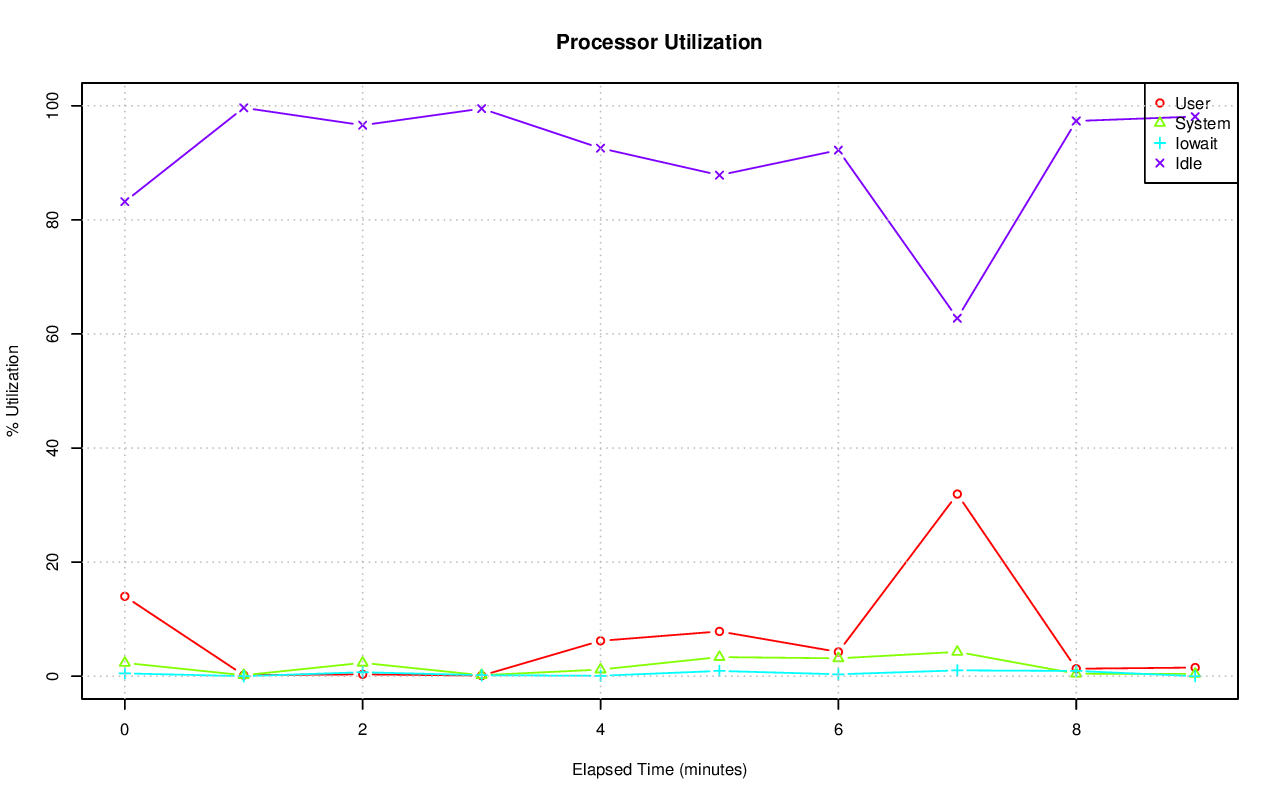 Processor Utilization
% Utilization
100
80
60
40
20
0
User
System
Iowait
Idle
0 2 4 6 8
Elapsed Time (minutes)